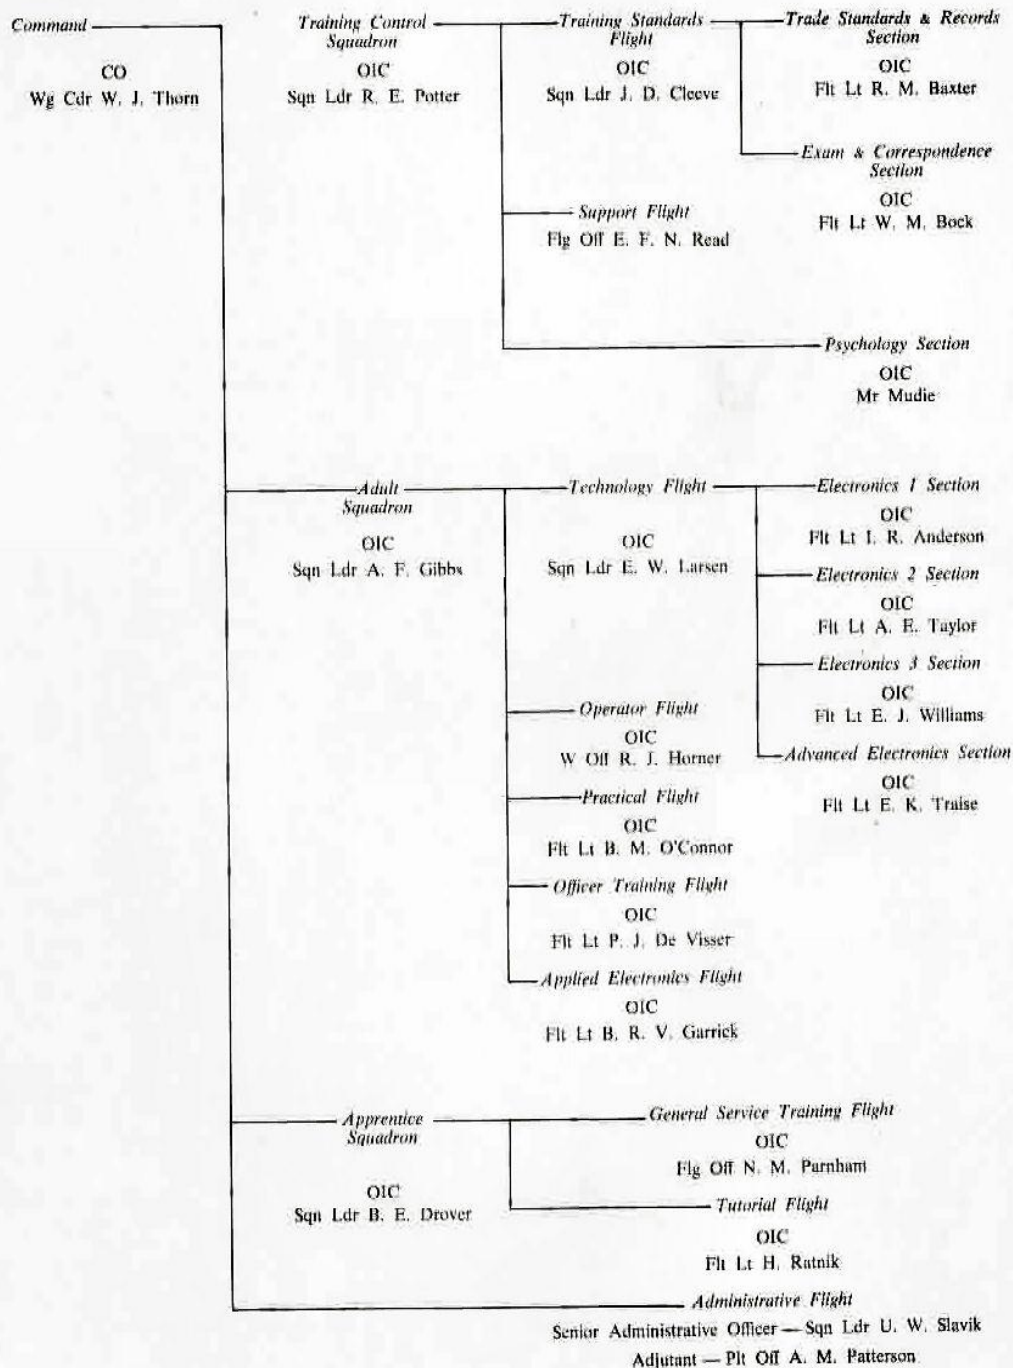 Command
CO
Wg Cdr W. J. Thorn
Training Control
Squadron
OIC
Sqn Ldr R. E. Potter
Training Standards
Flight
OIC
Sqn Ldr J. D. Cleeve
Trade Standards & Records
Section
OIC
Flt Lt R. M. Baxter
Exam & Correspondence
Section
OIC
Flt Lt W. M. Bock
Support Flight
Flg Off E. F. N. Read
Psychology Section
OIC
Mr Mudie
Adult
Squadron
OIC
Sqn Ldr A. F. Gibbs
Technology Flight
OIC
Sqn Ldr E. W. Larsen
Electronics 1 Section
OIC
Flt Lt I. R. Anderson
Electronics 2 Section
OIC
Flt Lt A. E. Taylor
Electronics 3 Section
OIC
Flt Lt E. J. Williams
Advanced Electronics Section
OIC
Flt Lt E. K. Traise
Operator Flight
OIC
W Off R. J. Horner
Practical Flight
OIC
Flt Lt B. M. O'Connor
Officer Training Flight
OIC
Flt Lt P. J. De Visser
Applied Electronics Flight
OIC
Flt Lt B. R. V. Garrick
Apprentice
Squadron
OIC
Sqn Ldr B. E. Drover
General Service Training Flight
OIC
Flg Off N. M. Parnham
Tutorial Flight
OIC
Flt Lt H. Ratnik
Administrative Flight
Senior Administrative Officer — Sqn Ldr U. W. Slavik
Adjutant — Plt Off A. M. Patterson